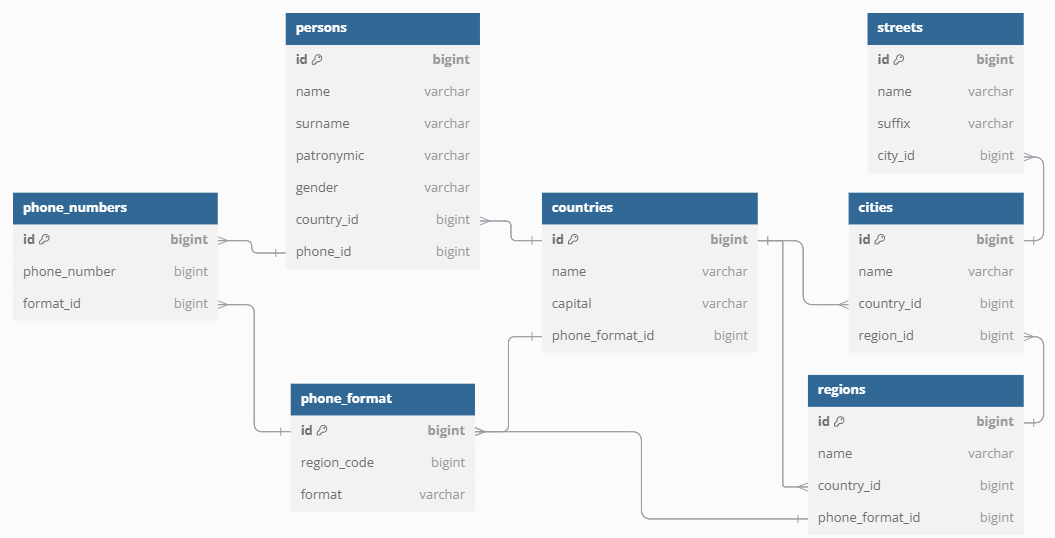 persons
id bigint
name varchar
surname varchar
patronymic varchar
gender varchar
country_id bigint
phone_id bigint
streets
id bigint
name varchar
suffix varchar
city_id bigint
phone_numbers
id bigint
phone_number bigint
format_id bigint
countries
id bigint
name varchar
capital varchar
phone_format_id bigint
cities
id bigint
name varchar
country_id bigint
region_id bigint
phone_format
id bigint
region_code bigint
format varchar
regions
id bigint
name varchar
country_id bigint
phone_format_id bigint